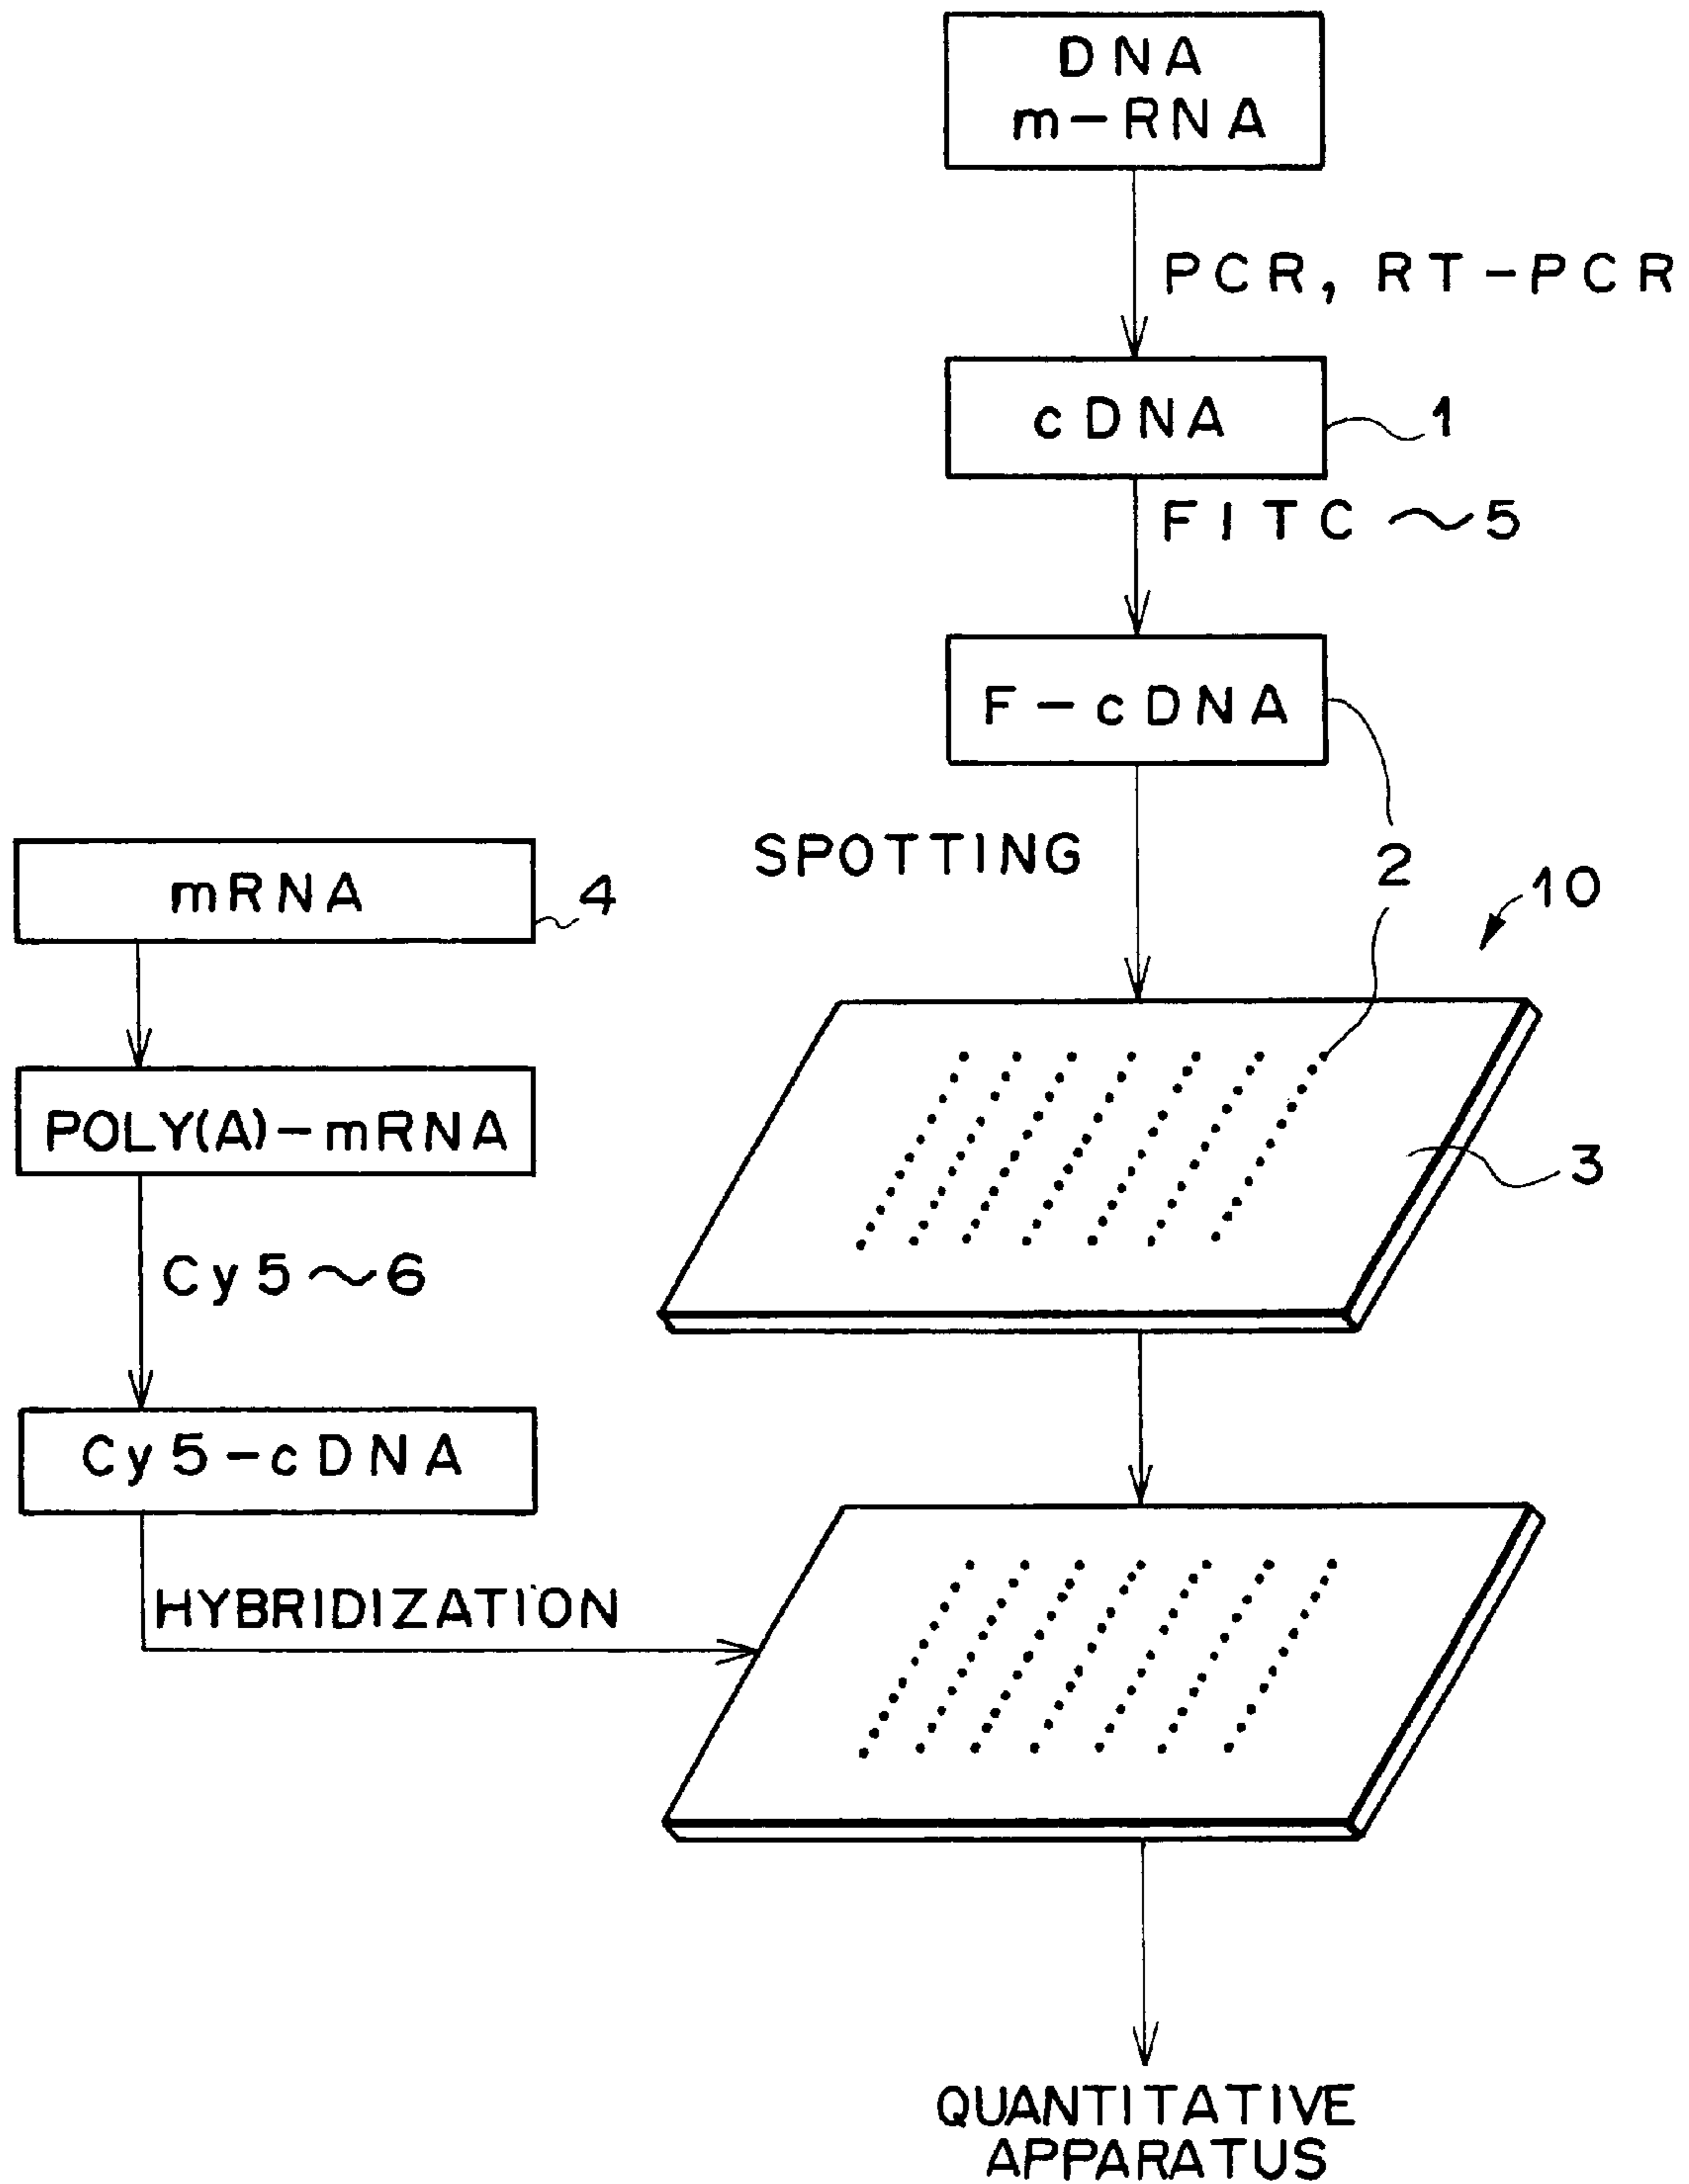 DNA
m-RNA
PCR, RT-PCR
cDNA
1
FITC 5
F-cDNA
SPOTTING
2
10
mRNA
4
POLY(A)-mRNA
3
Cy5 6
Cy5-cDNA
HYBRIDIZATION
QUANTITATIVE
APPARATUS